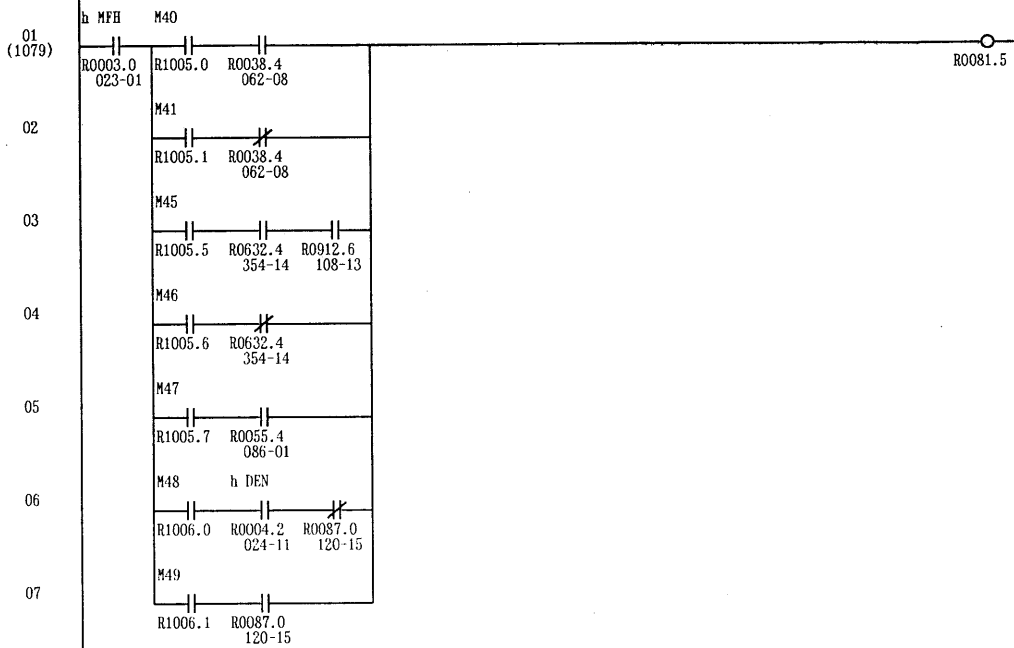 h MFH M40
01
(1079)
R0003.0 R1005.0 R0038.4 R0081.5
023-01 062-08
M41
02
R1005.1 R0038.4
062-08
M45
03
R1005.5 R0632.4 R0912.6
354-14 108-13
M46
04
R1005.6 R0632.4
354-14
M47
05
R1005.7 R0055.4
086-01
M48 h DEN
06
R1006.0 R0004.2 R0087.0
024-11 120-15
M49
07
R1006.1 R0087.0
120-15